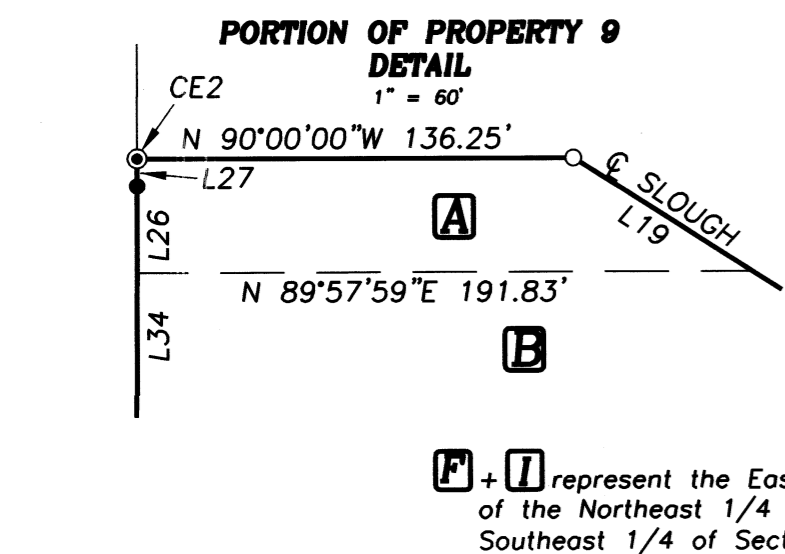 PORTION OF PROPERTY 9
DETAIL
1" = 60'
CE2
N 90°00'00"W 136.25'
L27
℄ SLOUGH
L19
A
L26
N 89°57'59"E 191.83'
L34
B
F + I represent the Eas
of the Northeast 1/4
Southeast 1/4 of Sect